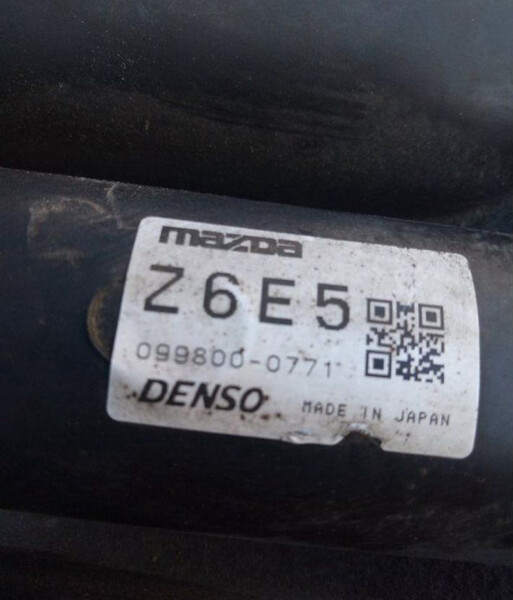 mazda
Z6E5
099800-0771
DENSO MADE IN JAPAN